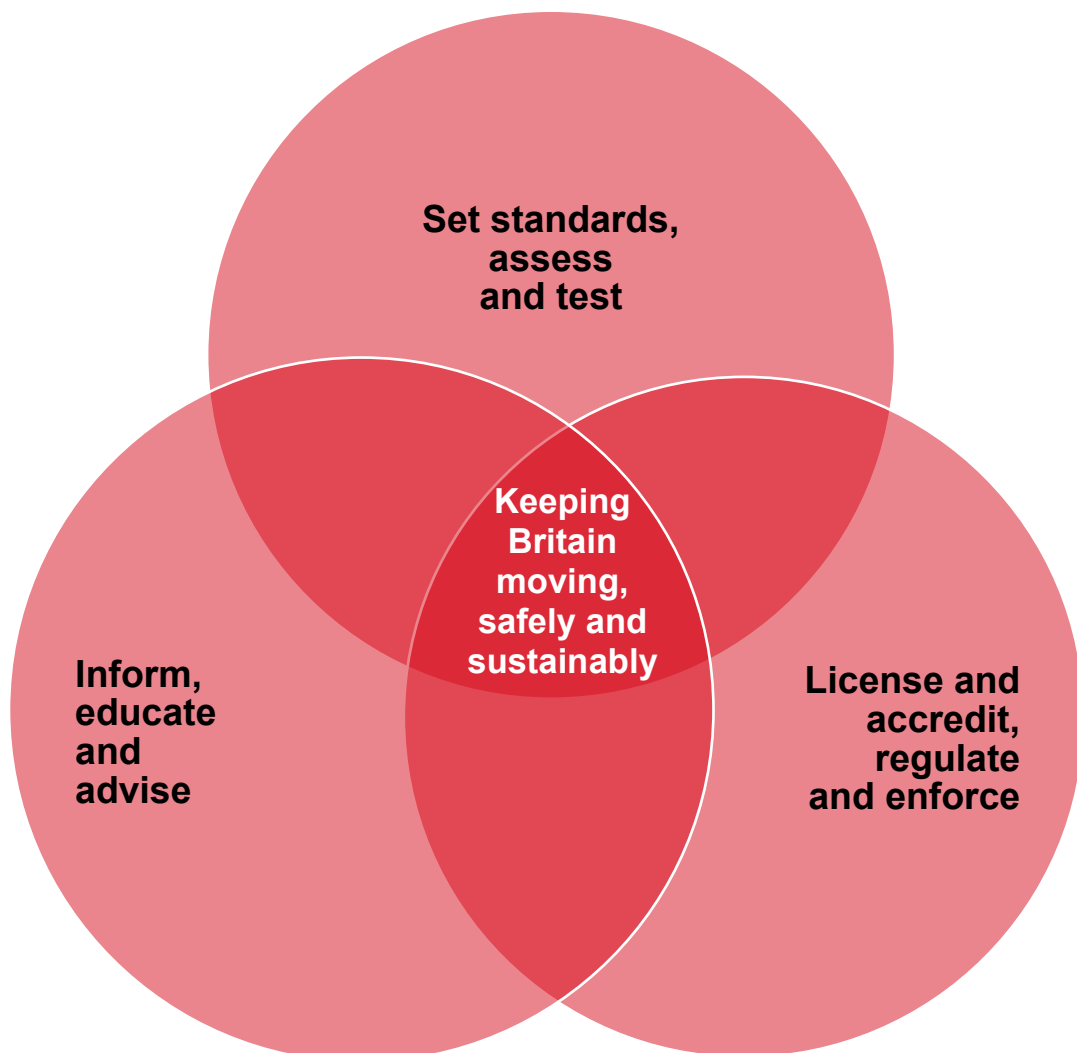 Set standards,
assess
and test
Keeping
Britain
moving,
safely and
sustainably
Inform,
educate
and
advise
License and
accredit,
regulate
and enforce